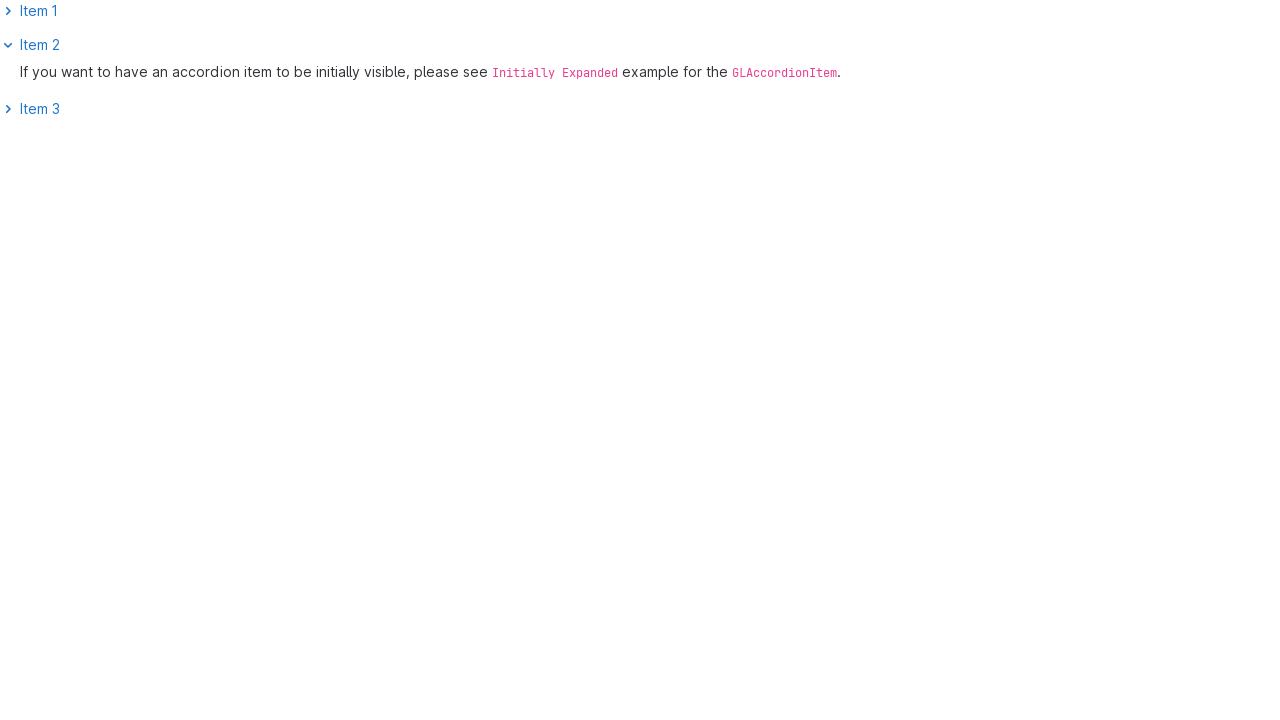 Item 1
Item 2
If you want to have an accordion item to be initially visible, please see Initially Expanded example for the GLAccordionItem.
Item 3